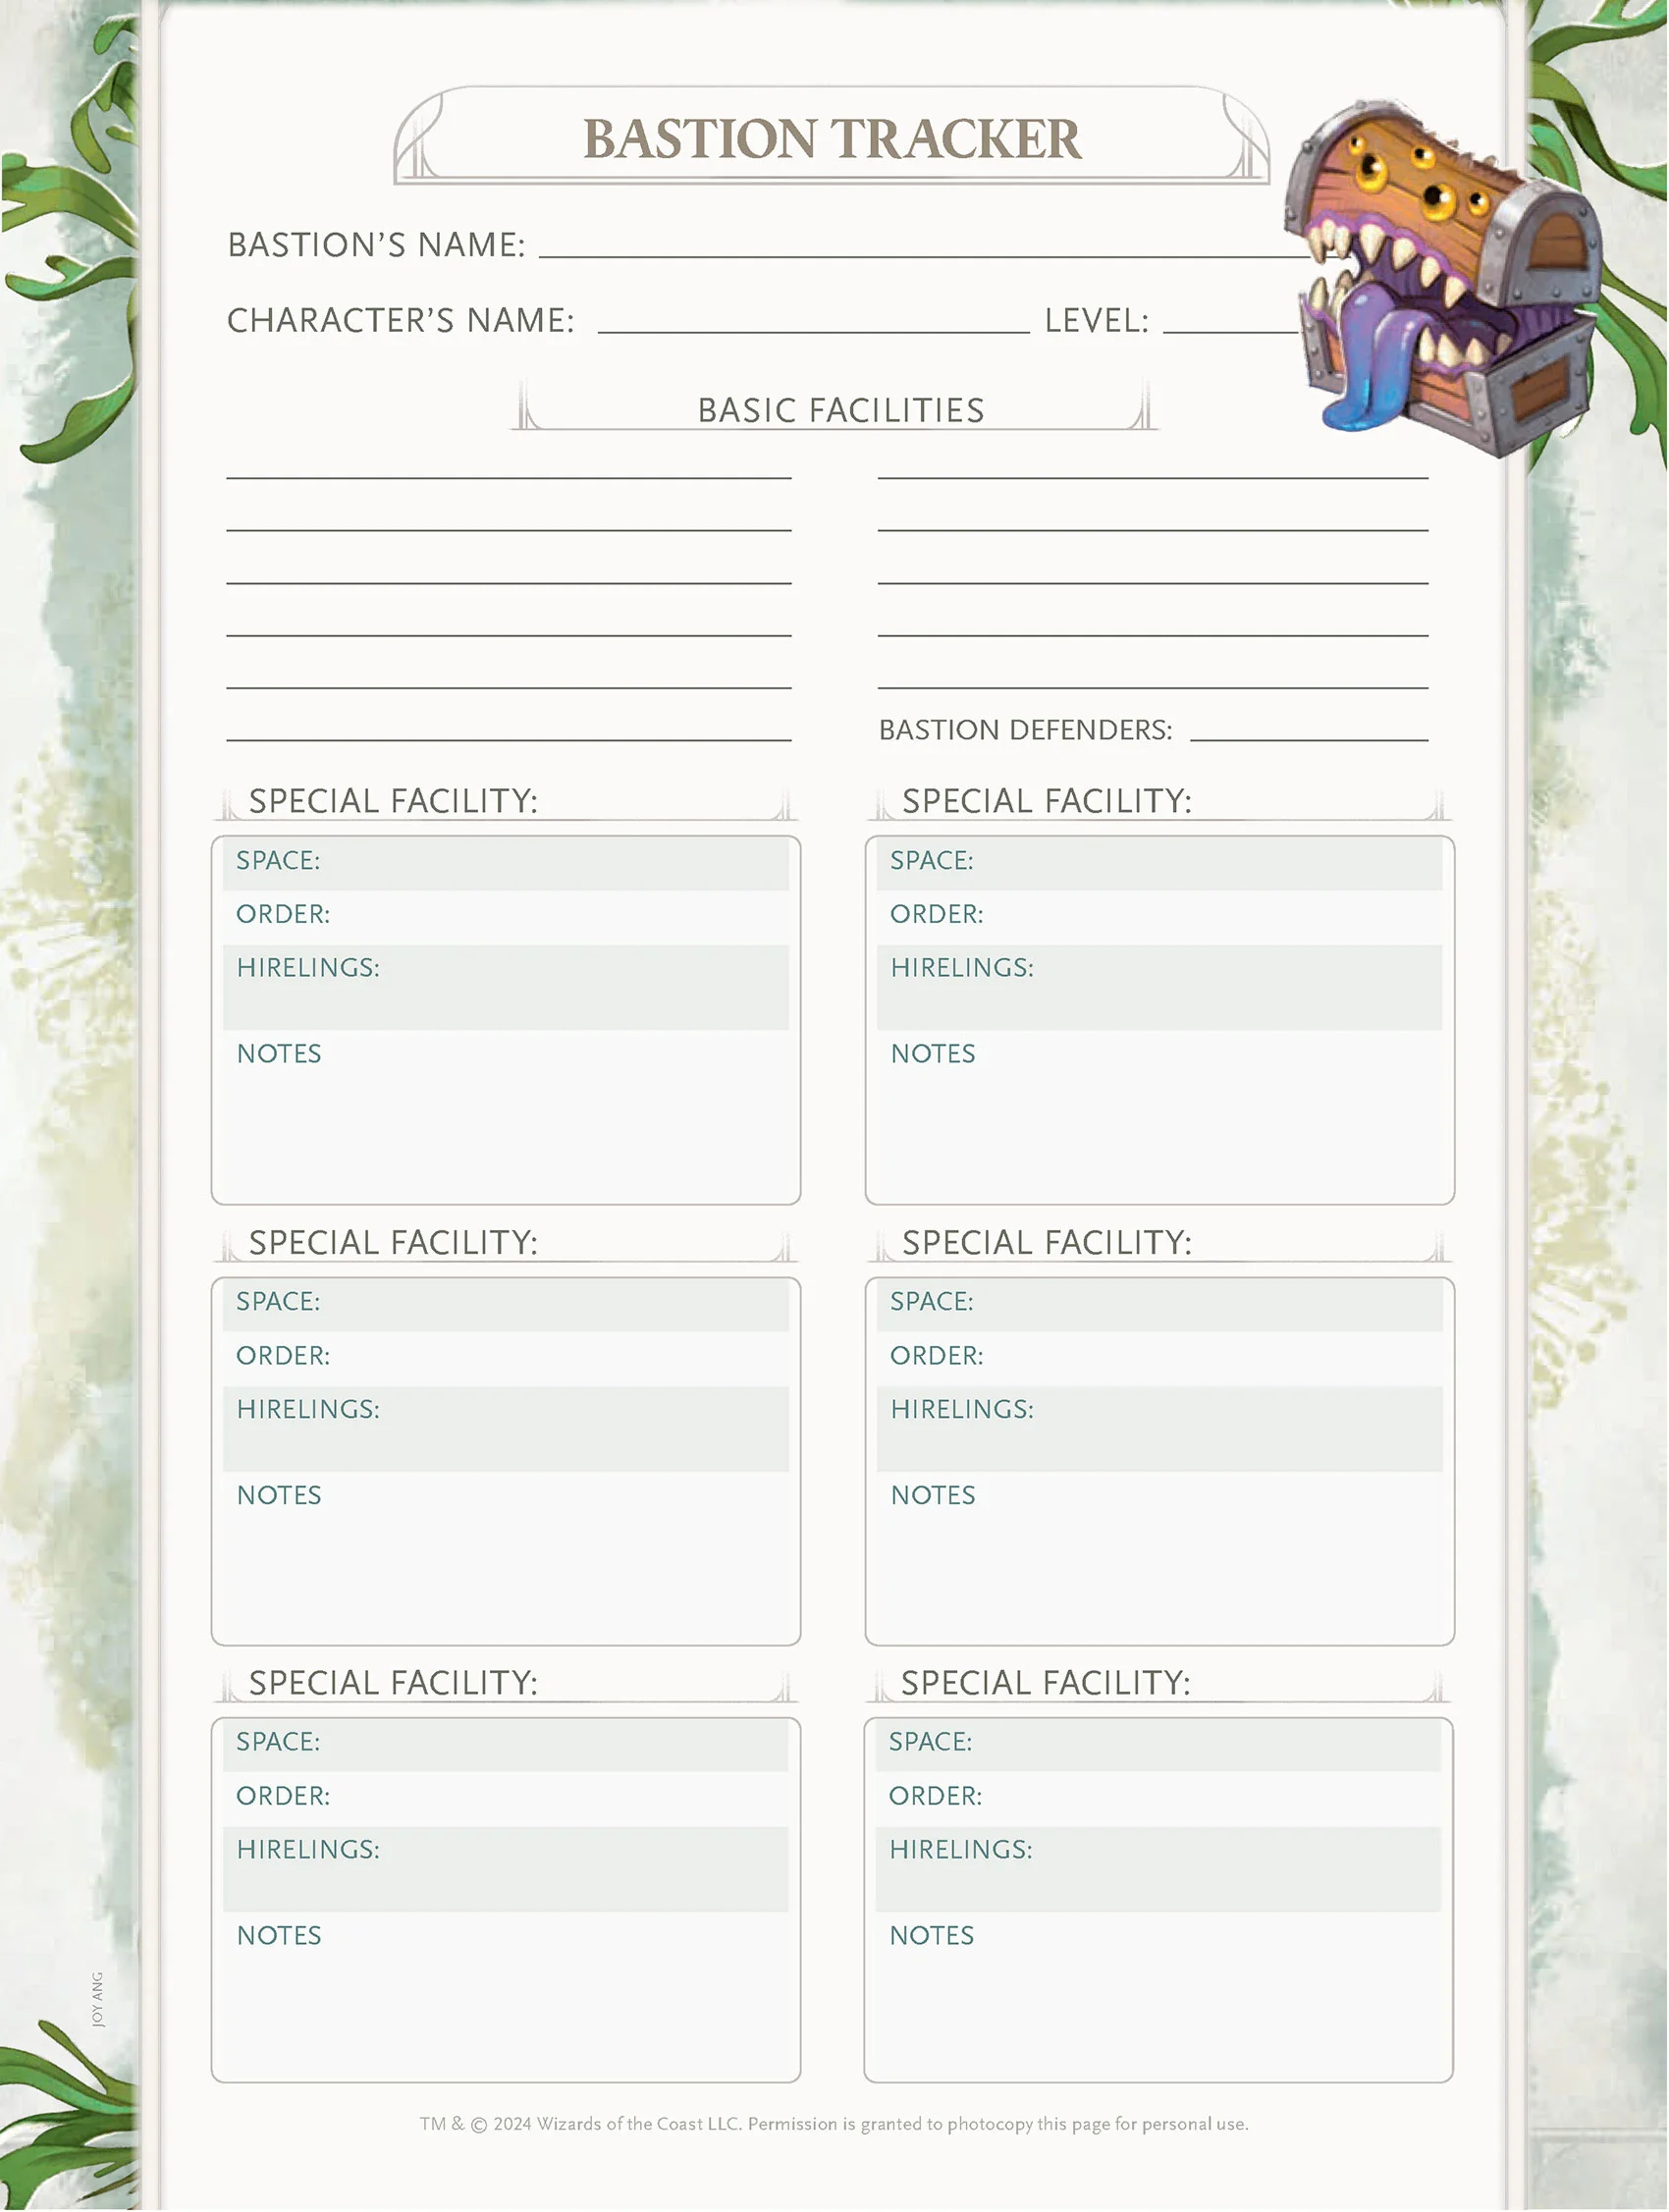 BASTION TRACKER
BASTION'S NAME:
CHARACTER'S NAME: LEVEL:
BASIC FACILITIES
BASTION DEFENDERS:
SPECIAL FACILITY:
SPACE:
ORDER:
HIRELINGS:
NOTES
SPECIAL FACILITY:
SPACE:
ORDER:
HIRELINGS:
NOTES
SPECIAL FACILITY:
SPACE:
ORDER:
HIRELINGS:
NOTES
SPECIAL FACILITY:
SPACE:
ORDER:
HIRELINGS:
NOTES
SPECIAL FACILITY:
SPACE:
ORDER:
HIRELINGS:
NOTES
SPECIAL FACILITY:
SPACE:
ORDER:
HIRELINGS:
NOTES
JOY ANG
TM & © 2024 Wizards of the Coast LLC. Permission is granted to photocopy this page for personal use.